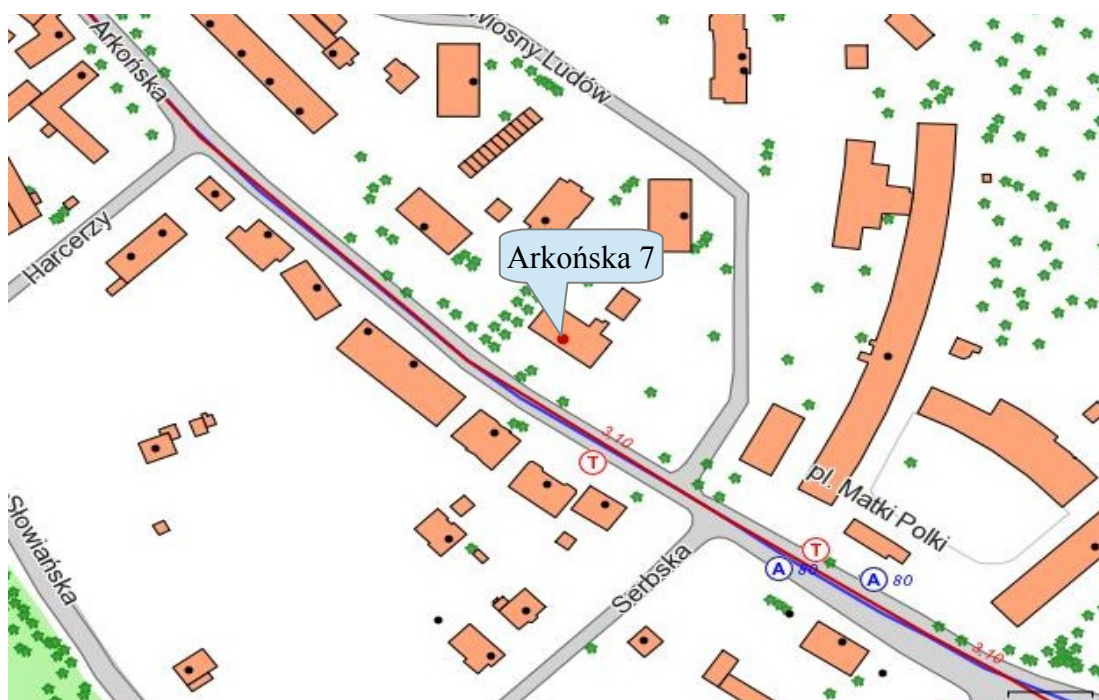 Arkońska
Wiosny Ludów
Harcerzy
Arkońska 7
3,10
T
pl. Matki Polki
Słowiańska
Serbska
T
A 80
A 80
3,10